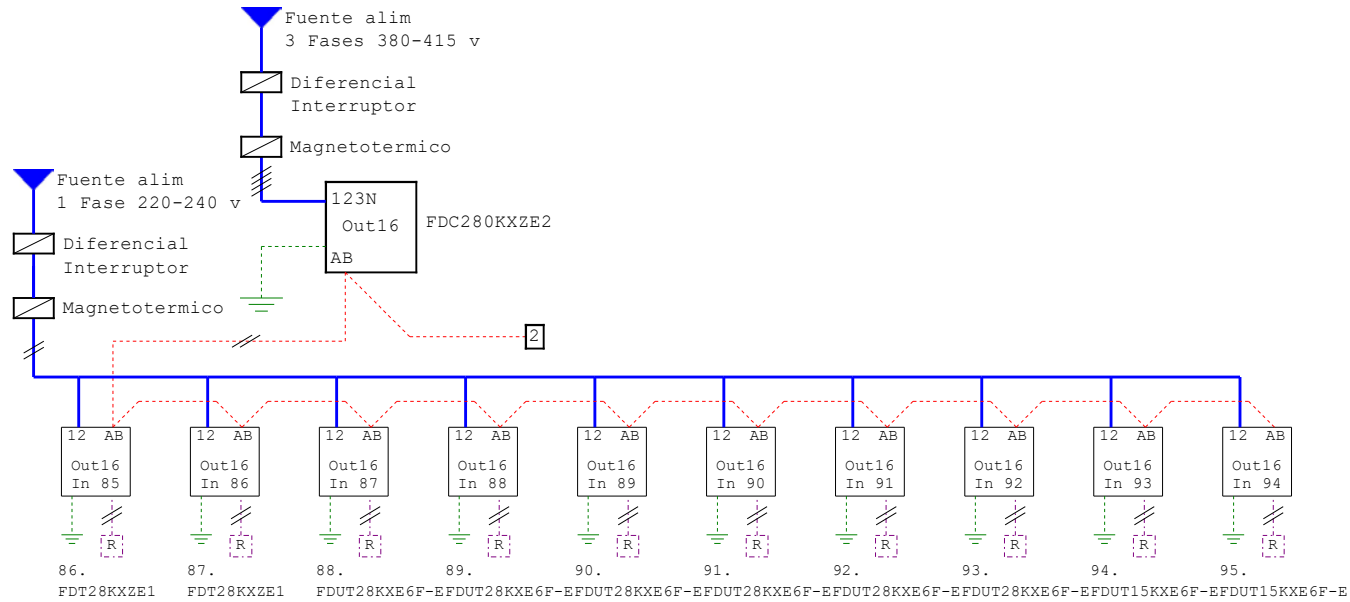 Fuente alim
3 Fases 380-415 v
Diferencial
Interruptor
Magnetotermico
Fuente alim
1 Fase 220-240 v
123N
Out16
AB
FDC280KXZE2
Diferencial
Interruptor
Magnetotermico
2
12 AB 12 AB 12 AB 12 AB 12 AB 12 AB 12 AB 12 AB 12 AB 12 AB
Out16 Out16 Out16 Out16 Out16 Out16 Out16 Out16 Out16 Out16
In 85 In 86 In 87 In 88 In 89 In 90 In 91 In 92 In 93 In 94
R R R R R R R R R R
86. 87. 88. 89. 90. 91. 92. 93. 94. 95.
FDT28KXZE1 FDT28KXZE1 FDUT28KXE6F-EFDUT28KXE6F-EFDUT28KXE6F-EFDUT28KXE6F-EFDUT28KXE6F-EFDUT28KXE6F-EFDUT15KXE6F-EFDUT15KXE6F-E